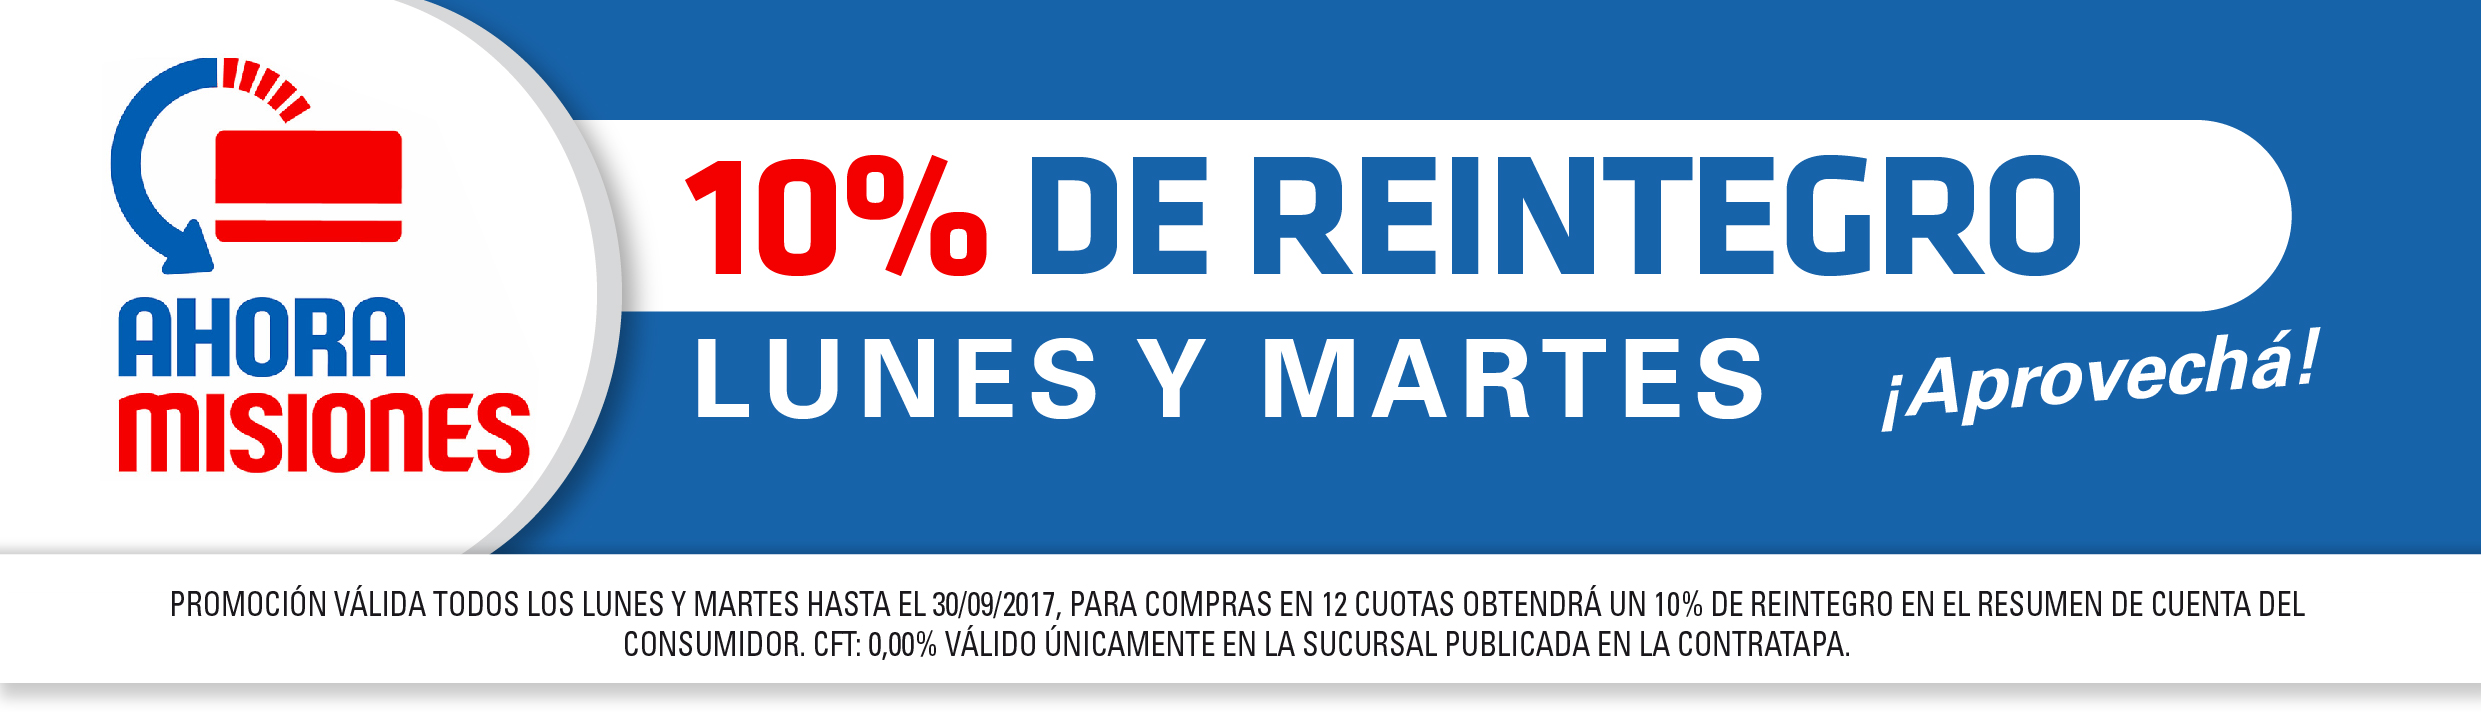 AHORA
MISIONES
10% DE REINTEGRO
LUNES Y MARTES
¡Aprovechá!
PROMOCIÓN VÁLIDA TODOS LOS LUNES Y MARTES HASTA EL 30/09/2017, PARA COMPRAS EN 12 CUOTAS OBTENDRÁ UN 10% DE REINTEGRO EN EL RESUMEN DE CUENTA DEL
CONSUMIDOR. CFT: 0,00% VÁLIDO ÚNICAMENTE EN LA SUCURSAL PUBLICADA EN LA CONTRATAPA.